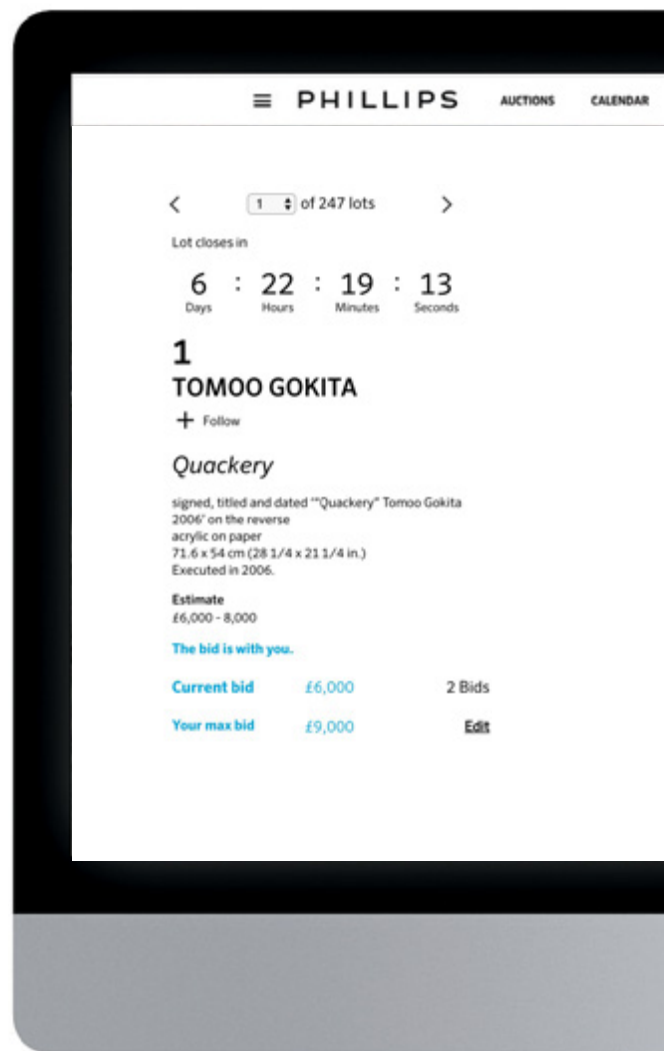 PHILLIPS AUCTIONS CALENDAR
1 of 247 lots
Lot closes in
6 : 22 : 19 : 13
Days Hours Minutes Seconds
1
TOMOO GOKITA
+ Follow
Quackery
signed, titled and dated '"Quackery" Tomoo Gokita
2006' on the reverse
acrylic on paper
71.6 x 54 cm (28 1/4 x 21 1/4 in.)
Executed in 2006.
Estimate
£6,000 - 8,000
The bid is with you.
Current bid £6,000 2 Bids
Your max bid £9,000 Edit